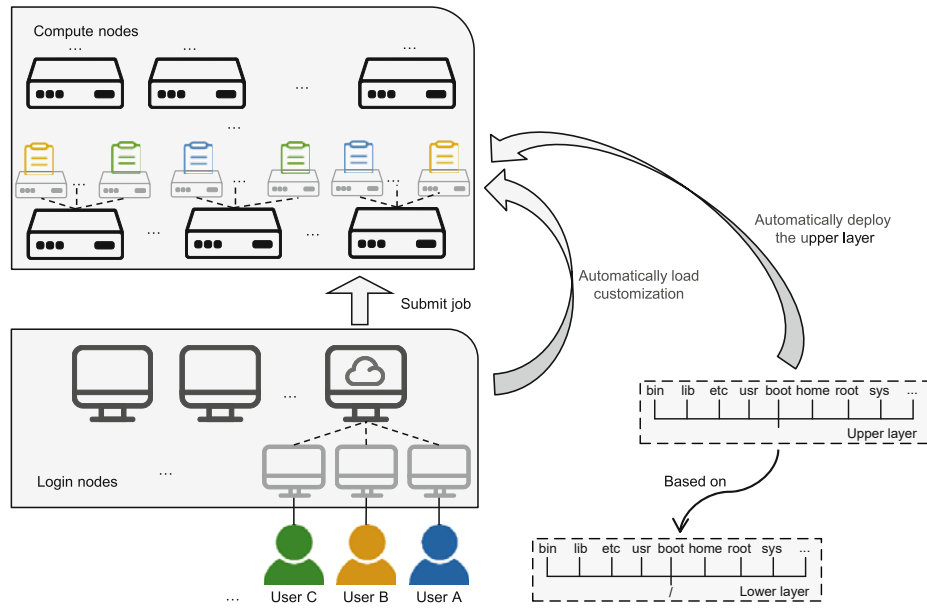 Compute nodes
...
...
...
...
...
...
...
...
...
...
Automatically deploy
the upper layer
Automatically load
customization
Submit job
...
bin lib etc usr boot home root sys ...
Upper layer
...
Login nodes
Based on
bin lib etc usr boot home root sys ...
/
Lower layer
... User C User B User A